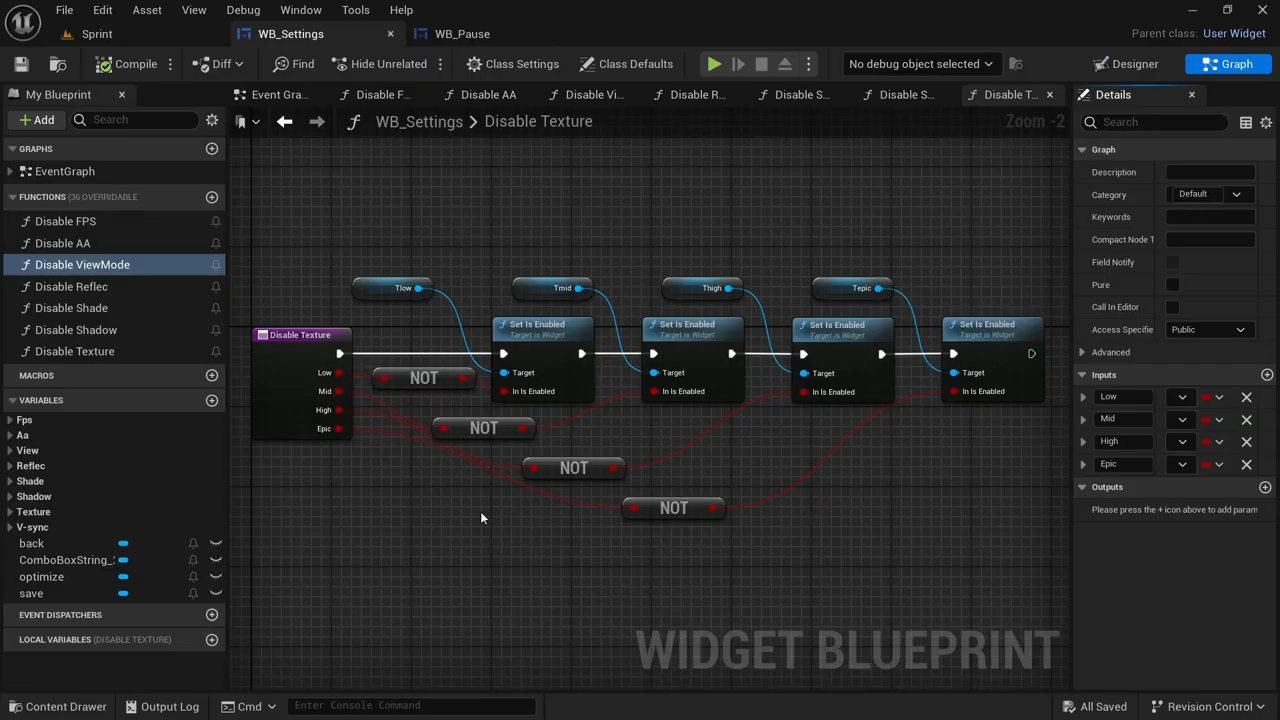 File Edit Asset View Debug Window Tools Help
Sprint WB_Settings WB_Pause Parent class: User Widget
Compile Diff Find Hide Unrelated Class Settings Class Defaults No debug object selected Designer Graph
My Blueprint Event Gra... Disable F... Disable AA Disable Vi... Disable R... Disable S... Disable S... Disable T... Details
Add Search WB_Settings > Disable Texture Zoom -2 Search
GRAPHS
EventGraph
FUNCTIONS (36 OVERRIDABLE
Disable FPS
Disable AA
Disable ViewMode
Disable Reflec
Disable Shade
Disable Shadow
Disable Texture
MACROS
VARIABLES
Fps
Aa
View
Reflec
Shade
Shadow
Texture
V-sync
back
ComboBoxString_
optimize
save
EVENT DISPATCHERS
LOCAL VARIABLES (DISABLE TEXTURE)
Tlow Tmid Thigh Tepic
Disable Texture
Low
Mid
High
Epic
NOT
NOT
NOT
NOT
Set Is Enabled
Target is Widget
Target
In Is Enabled
Set Is Enabled
Target is Widget
Target
In Is Enabled
Set Is Enabled
Target is Widget
Target
In Is Enabled
Set Is Enabled
Target is Widget
Target
In Is Enabled
WIDGET BLUEPRINT
Graph
Description
Category Default
Keywords
Compact Node T
Field Notify
Pure
Call In Editor
Access Specifie Public
Advanced
Inputs
Low
Mid
High
Epic
Outputs
Please press the + icon above to add param
Content Drawer Output Log Cmd Enter Console Command All Saved Revision Control